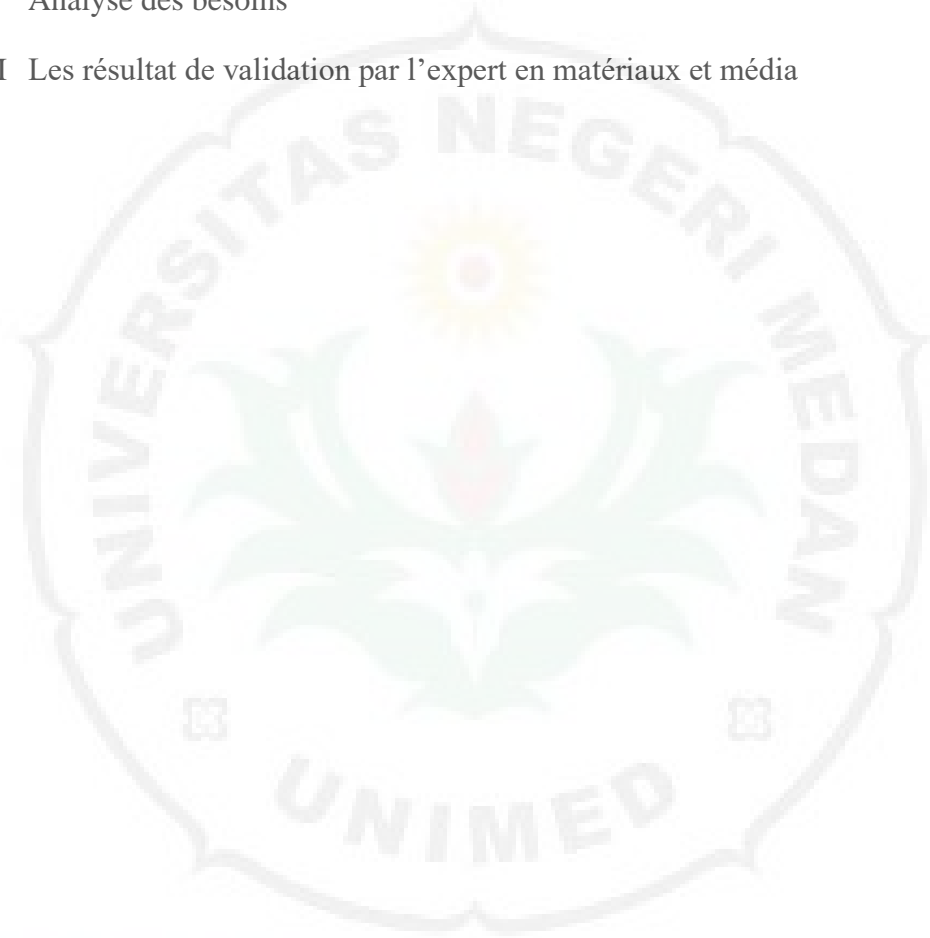 Analyse des besoins
I Les résultat de validation par l’expert en matériaux et média
UNIVERSITAS NEGERI MEDAN
UNIMED